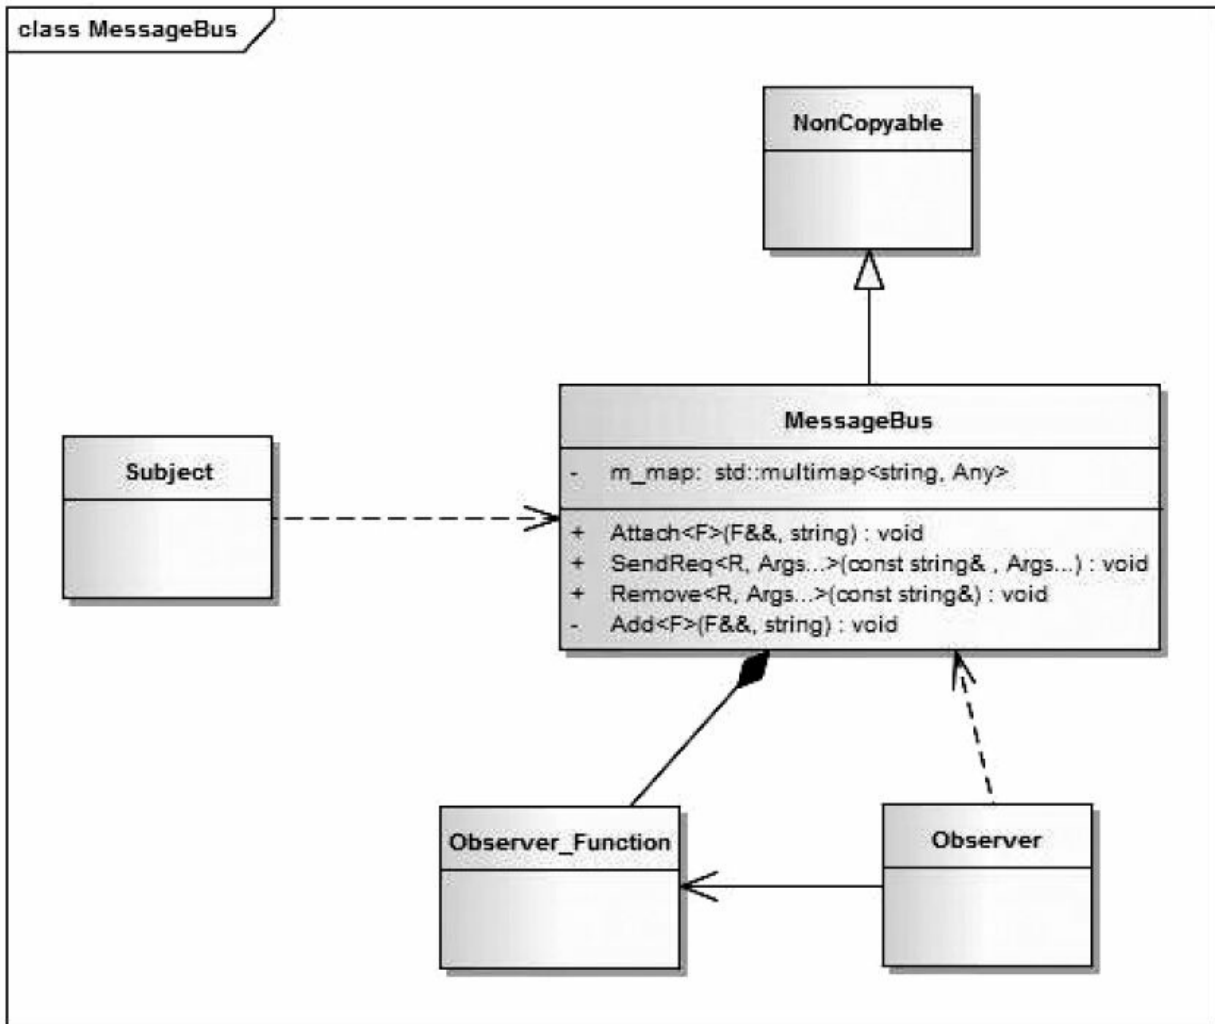 class MessageBus
NonCopyable
MessageBus
- m_map: std::multimap<string, Any>
Subject
+ Attach<F>(F&&, string) : void
+ SendReq<R, Args...>(const string& , Args...) : void
+ Remove<R, Args...>(const string&) : void
- Add<F>(F&&, string) : void
Observer_Function
Observer